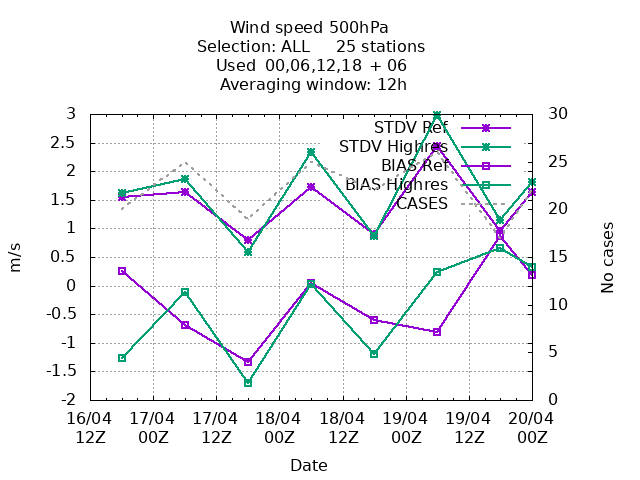 Wind speed 500hPa
Selection: ALL 25 stations
Used 00,06,12,18 + 06
Averaging window: 12h
3
2.5
2
1.5
1
0.5
0
-0.5
-1
-1.5
-2
m/s
30
25
20
15
10
5
0
No cases
STDV Ref
STDV Highres
BIAS Ref
BIAS Highres
CASES
16/04 17/04 17/04 18/04 18/04 19/04 19/04 20/04
12Z 00Z 12Z 00Z 12Z 00Z 12Z 00Z
Date